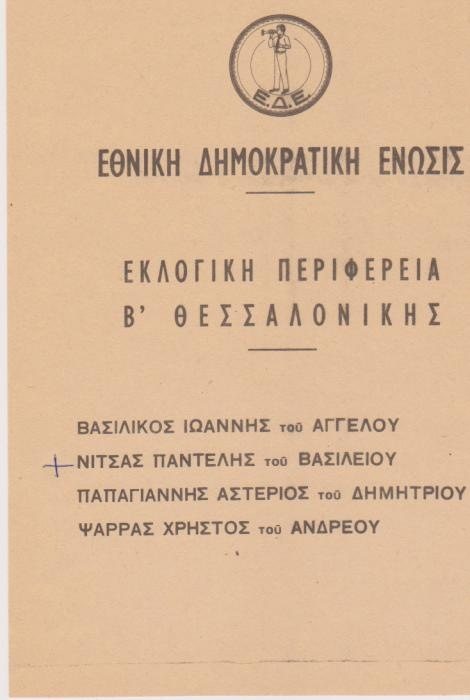 Ε.Δ.Ε.
ΕΘΝΙΚΗ ΔΗΜΟΚΡΑΤΙΚΗ ΕΝΩΣΙΣ
ΕΚΛΟΓΙΚΗ ΠΕΡΙΦΕΡΕΙΑ
Β' ΘΕΣΣΑΛΟΝΙΚΗΣ
ΒΑΣΙΛΙΚΟΣ ΙΩΑΝΝΗΣ τοῦ ΑΓΓΕΛΟΥ
ΝΙΤΣΑΣ ΠΑΝΤΕΛΗΣ τοῦ ΒΑΣΙΛΕΙΟΥ
ΠΑΠΑΓΙΑΝΝΗΣ ΑΣΤΕΡΙΟΣ τοῦ ΔΗΜΗΤΡΙΟΥ
ΨΑΡΡΑΣ ΧΡΗΣΤΟΣ τοῦ ΑΝΔΡΕΟΥ